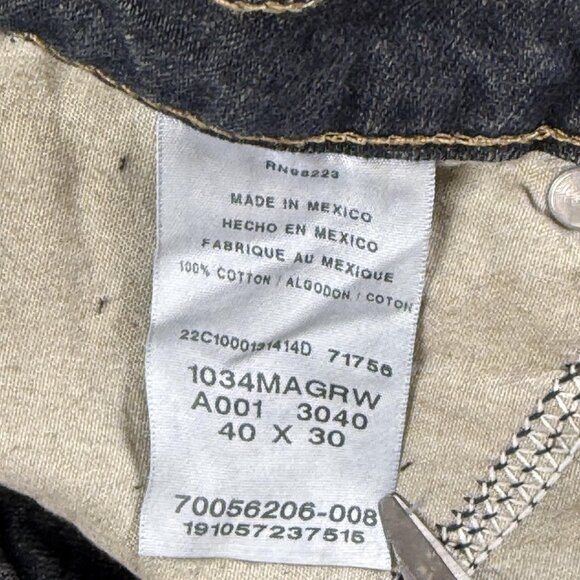 RN68223
MADE IN MEXICO
HECHO EN MEXICO
FABRIQUE AU MEXIQUE
100% COTTON / ALGODON / COTON
71756
1034MAGRW
A001 3040
40 X 30
70056206-008
191057237515